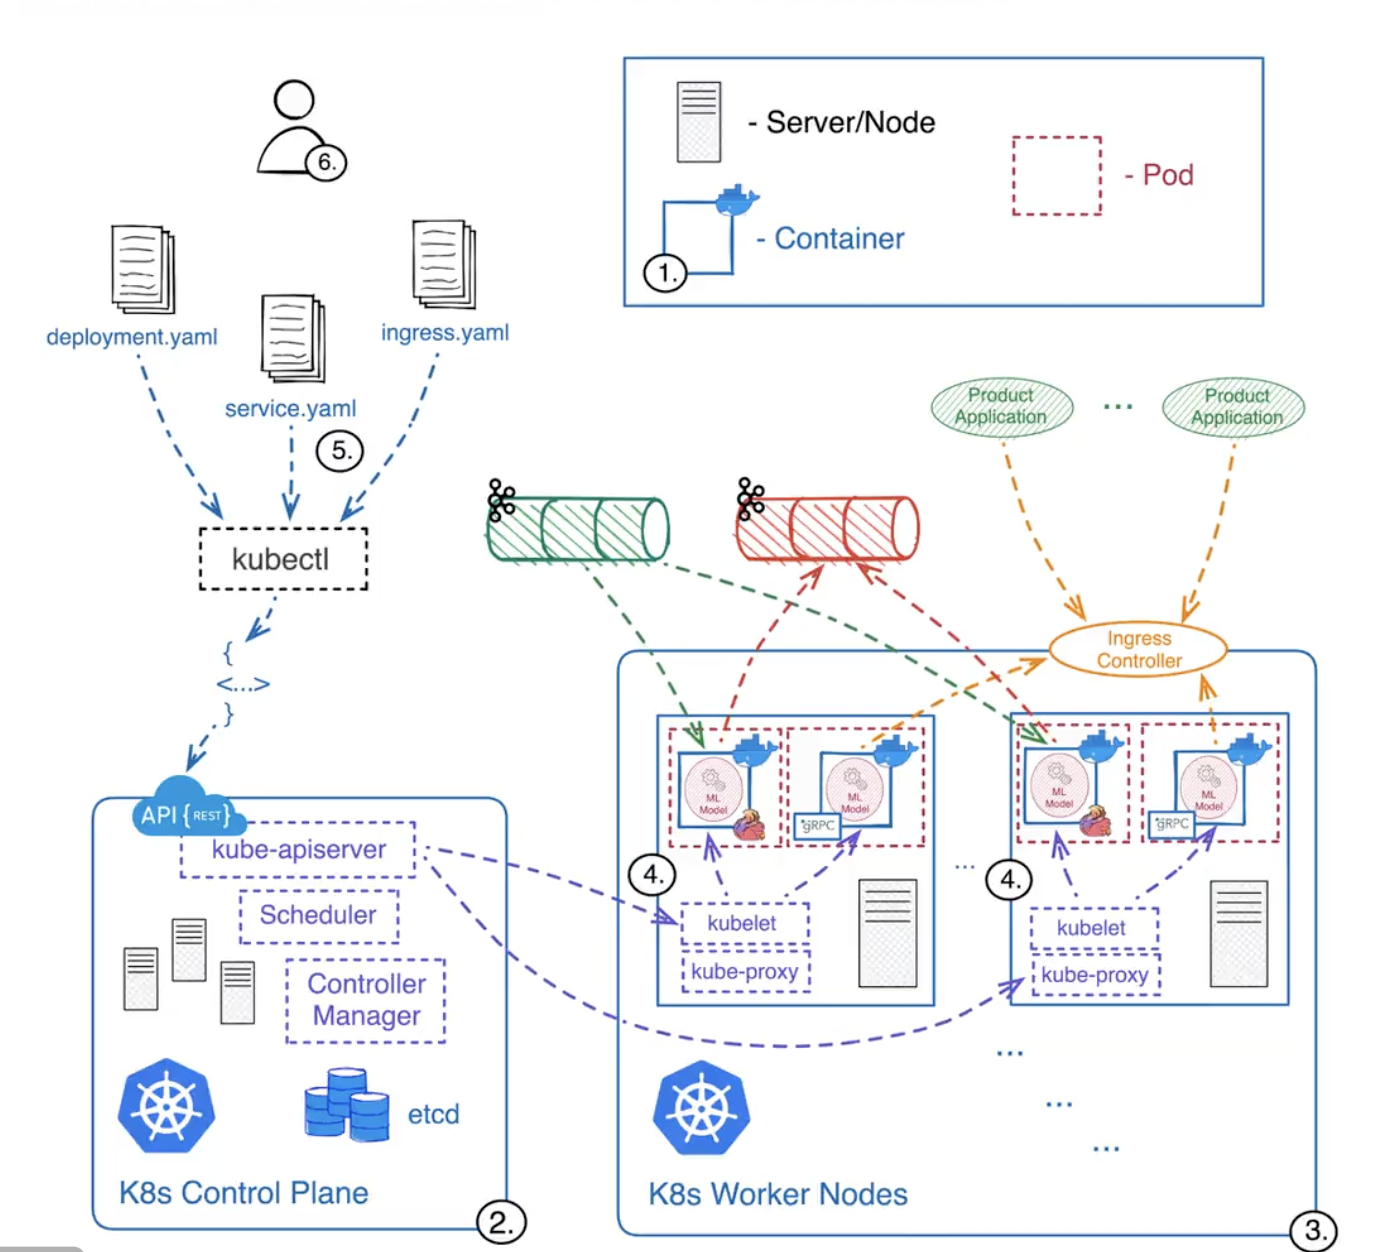 - Server/Node
- Pod
- Container
1.
6.
deployment.yaml
service.yaml
ingress.yaml
5.
kubectl
{
<...>
}
Product
Application
...
Product
Application
Ingress
Controller
API {REST}
kube-apiserver
Scheduler
Controller
Manager
etcd
K8s Control Plane
2.
ML
Model
ML
Model
gRPC
4.
kubelet
kube-proxy
...
ML
Model
ML
Model
gRPC
4.
kubelet
kube-proxy
...
...
...
K8s Worker Nodes
3.